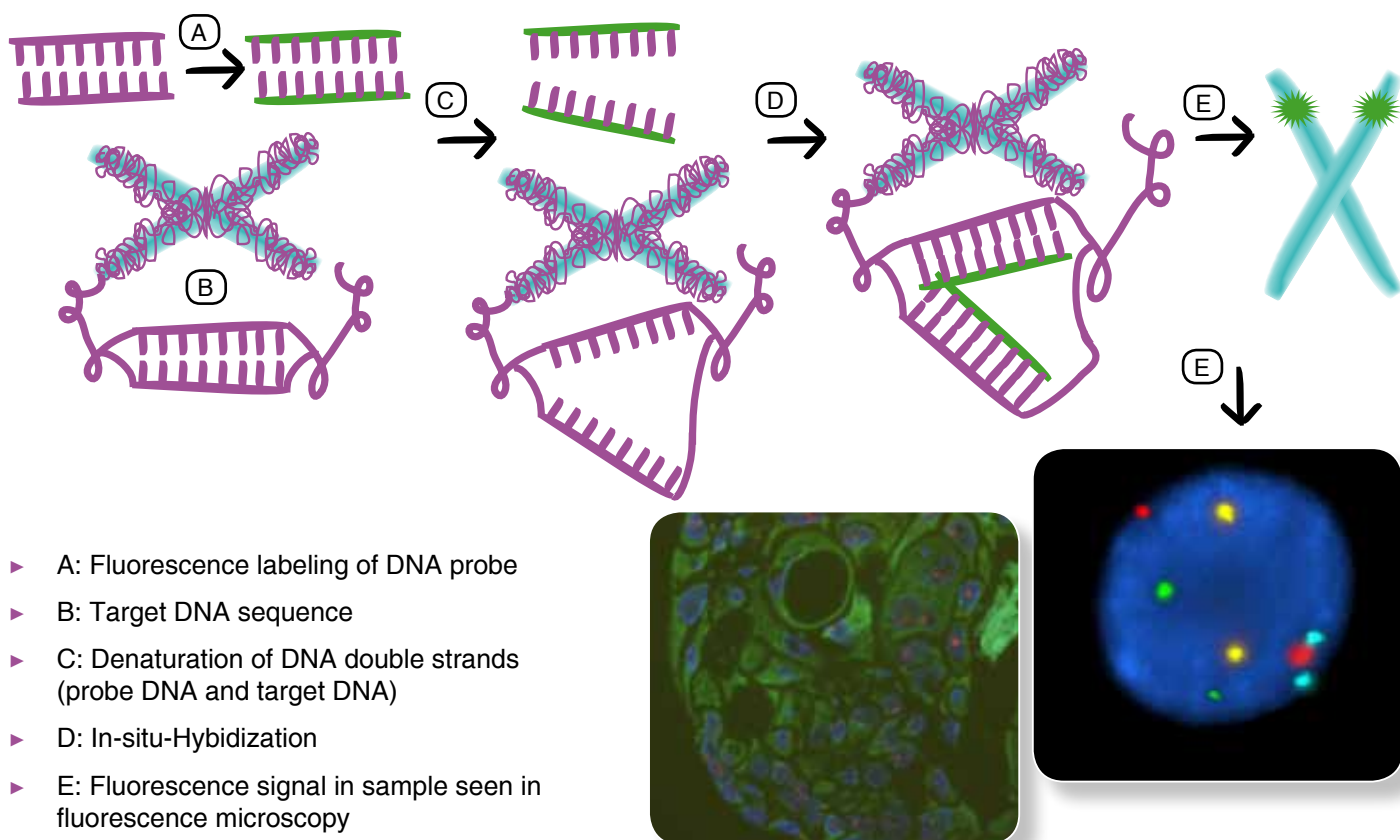 A
C
D
E
B
E
► A: Fluorescence labeling of DNA probe
► B: Target DNA sequence
► C: Denaturation of DNA double strands
(probe DNA and target DNA)
► D: In-situ-Hybidization
► E: Fluorescence signal in sample seen in
fluorescence microscopy